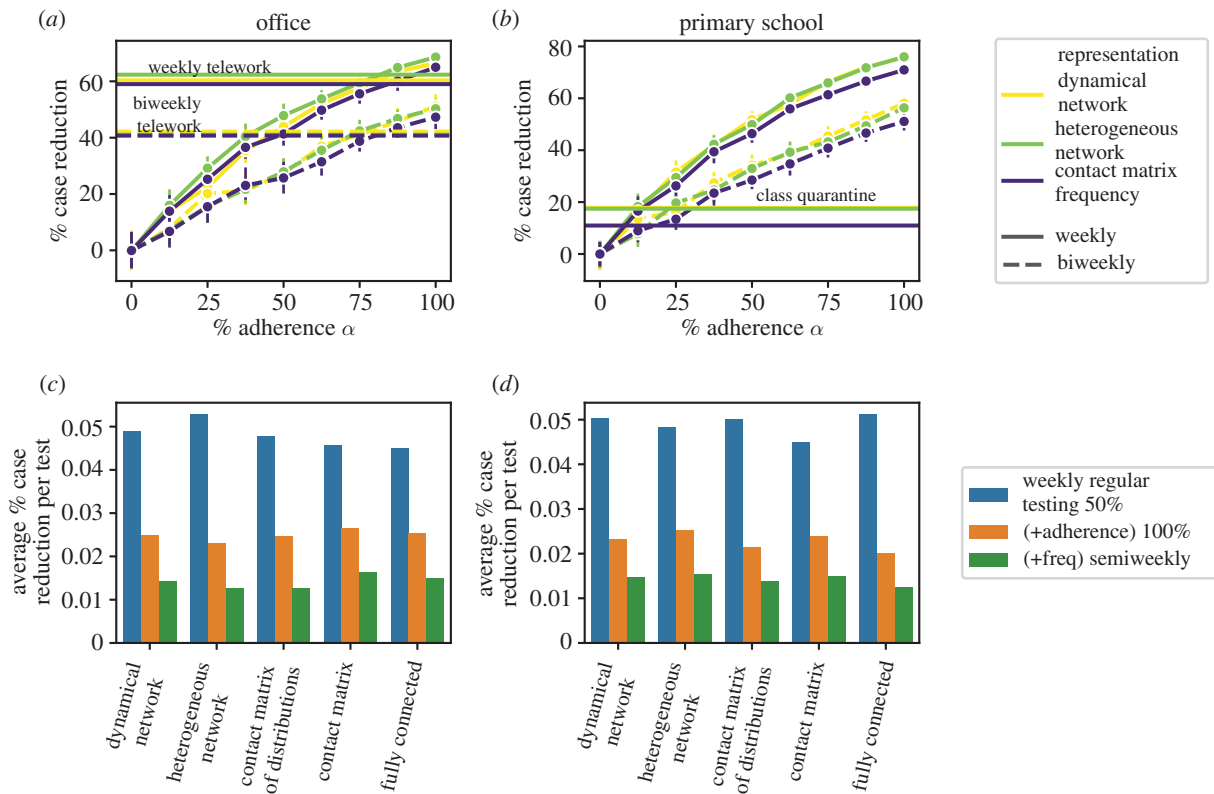 (a) office
% case reduction
60
40
20
0
weekly telework
biweekly
telework
0 25 50 75 100
% adherence α
(b) primary school
% case reduction
80
60
40
20
0
class quarantine
0 25 50 75 100
% adherence α
representation
dynamical
network
heterogeneous
network
contact matrix
frequency
weekly
biweekly
(c)
average % case
reduction per test
0.05
0.04
0.03
0.02
0.01
0
dynamical
network
heterogeneous
network
contact matrix
of distributions
contact matrix
fully connected
(d)
average % case
reduction per test
0.05
0.04
0.03
0.02
0.01
0
dynamical
network
heterogeneous
network
contact matrix
of distributions
contact matrix
fully connected
weekly regular
testing 50%
(+adherence) 100%
(+freq) semiweekly